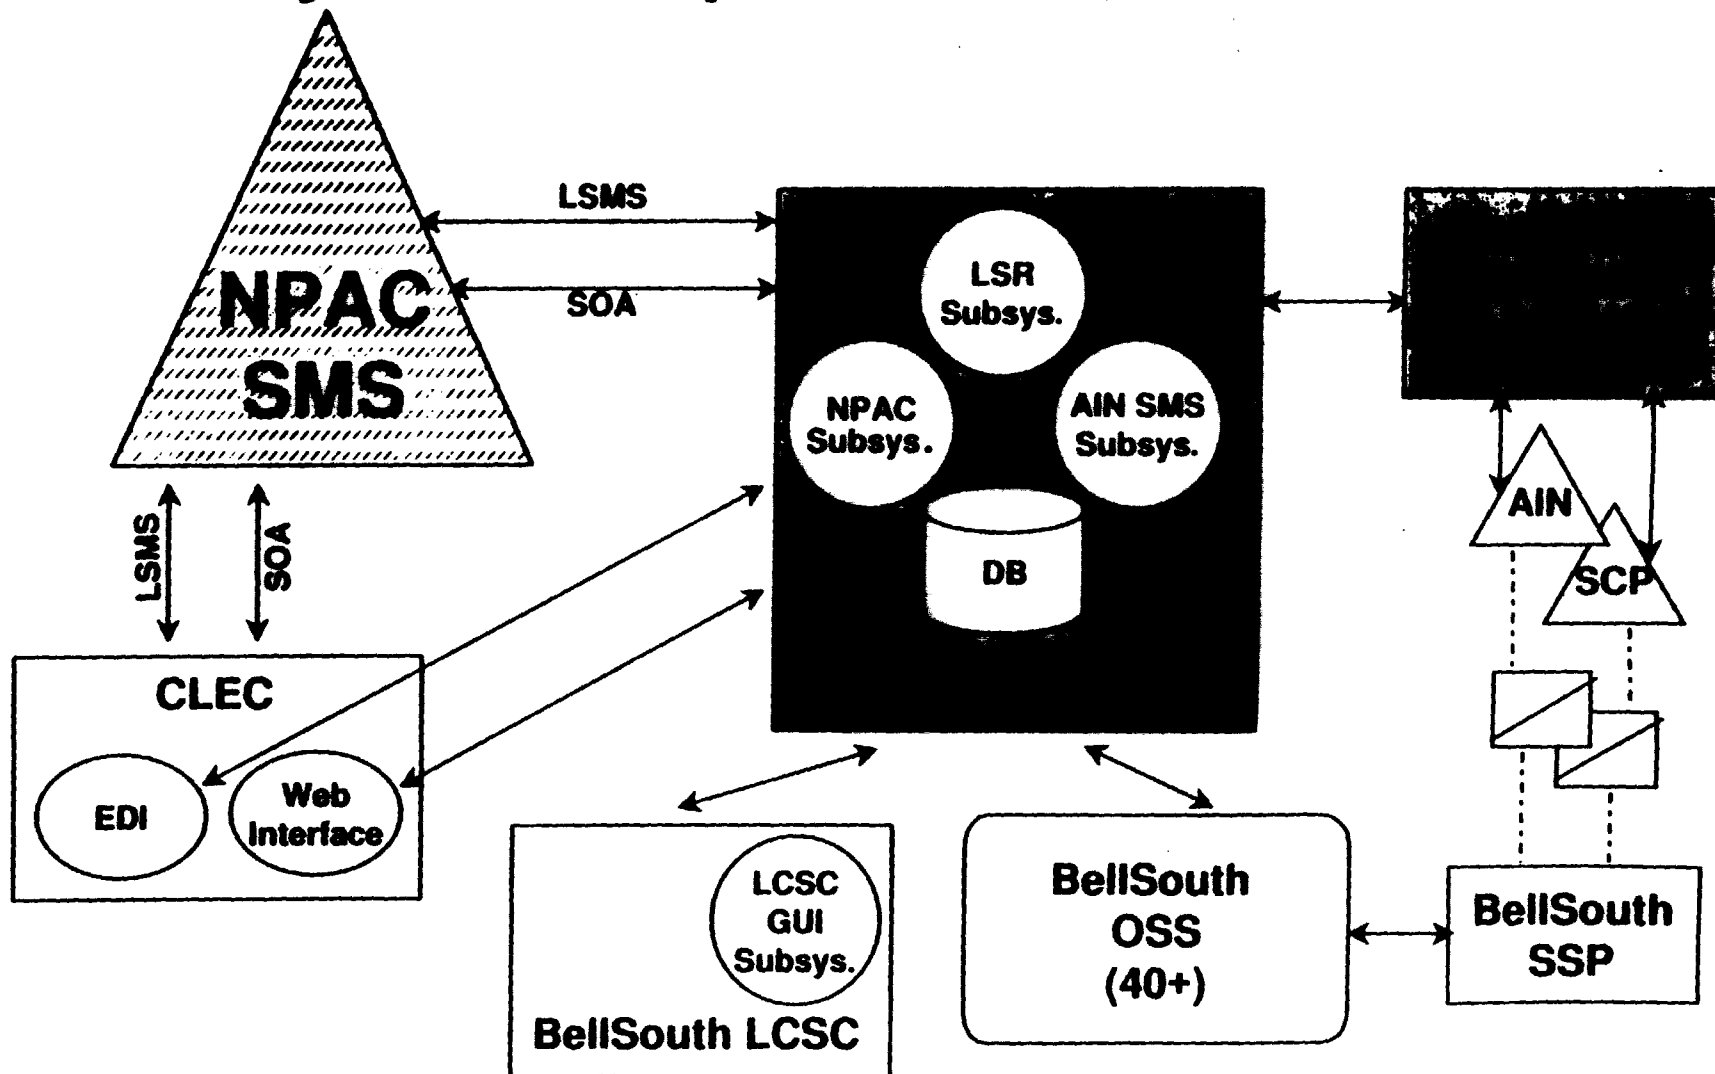 LSMS
SOA
NPAC
SMS
LSR
Subsys.
NPAC
Subsys.
AIN SMS
Subsys.
DB
LSMS
SOA
AIN
SCP
CLEC
EDI
Web
Interface
LCSC
GUI
Subsys.
BellSouth LCSC
BellSouth
OSS
(40+)
BellSouth
SSP